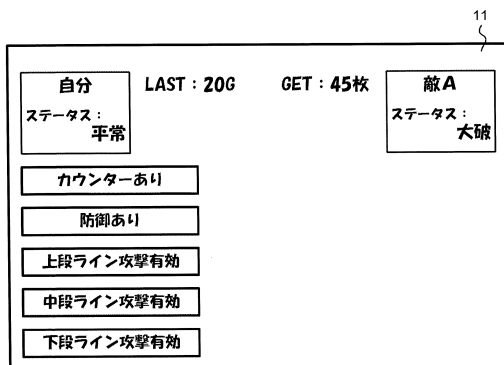 11
自分 LAST：20G GET：45枚 敵A
ステータス： ステータス：
平常 大破
カウンターあり
防御あり
上段ライン攻撃有効
中段ライン攻撃有効
下段ライン攻撃有効